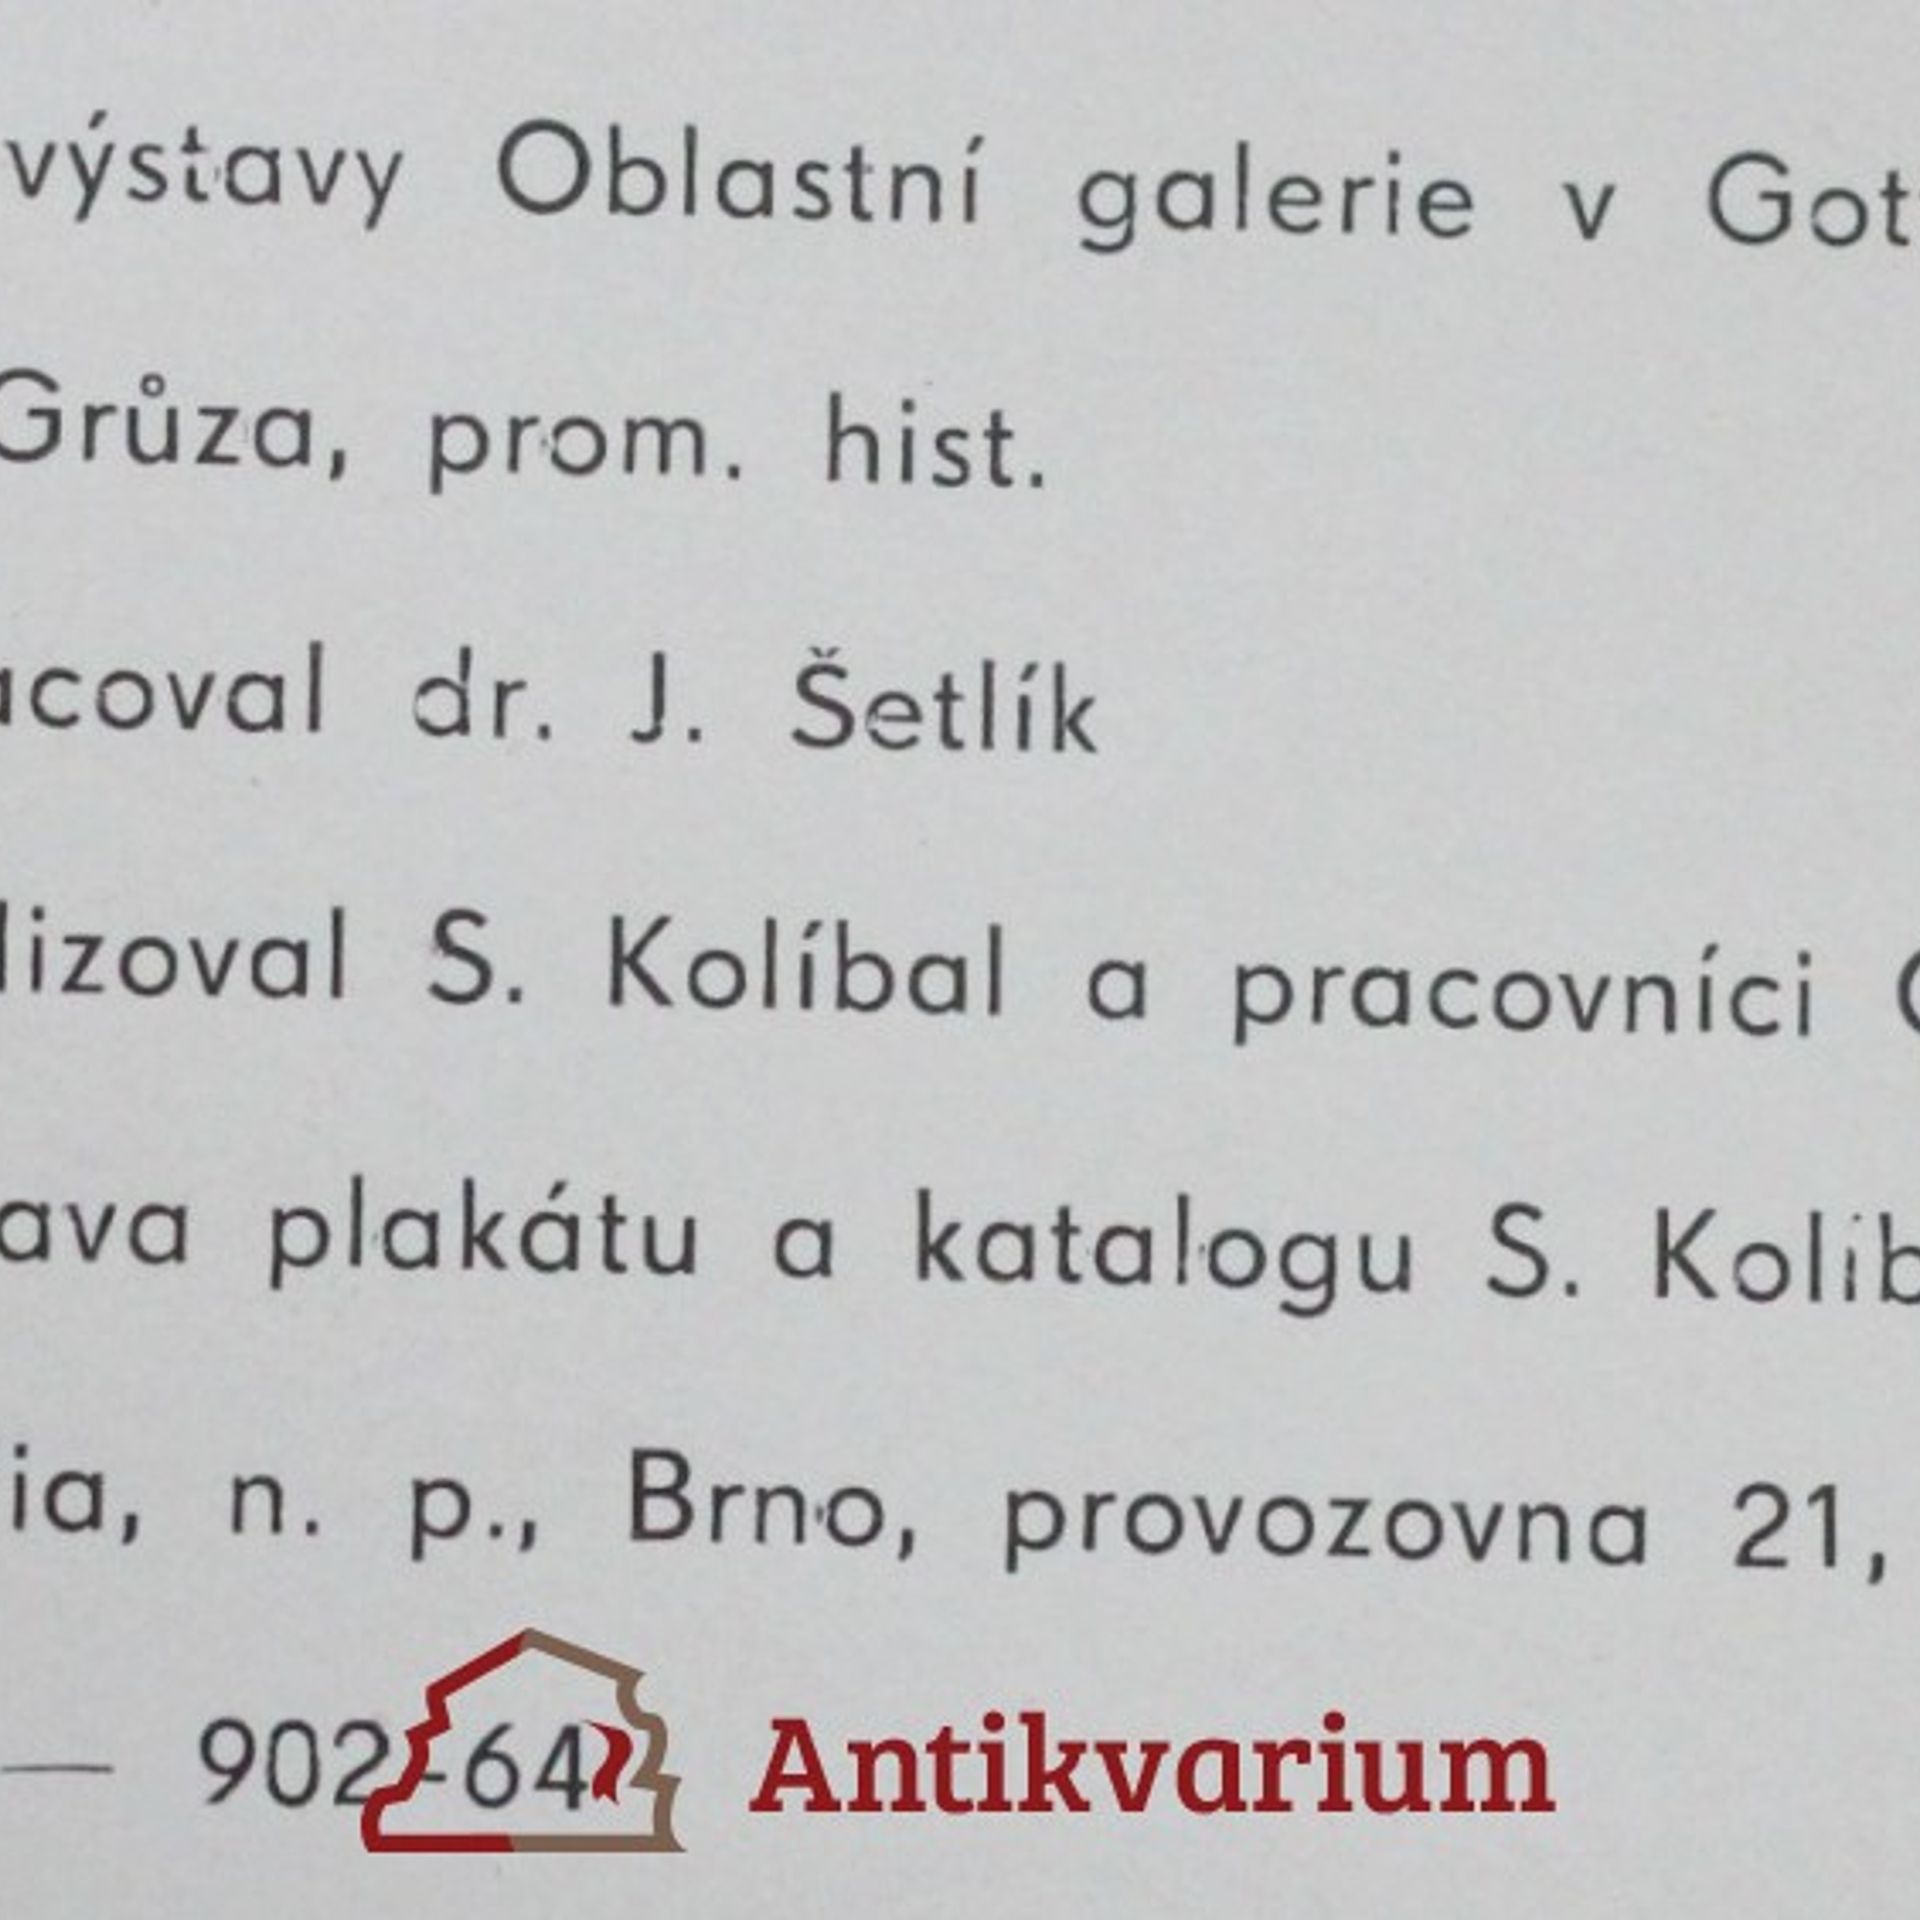 výstavy Oblastní galerie v Got
Grůza, prom. hist.
acoval dr. J. Šetlík
lizoval S. Kolíbal a pracovníci
ava plakátu a katalogu S. Kolíb
ia, n. p., Brno, provozovna 21,
— 902-64
Antikvarium